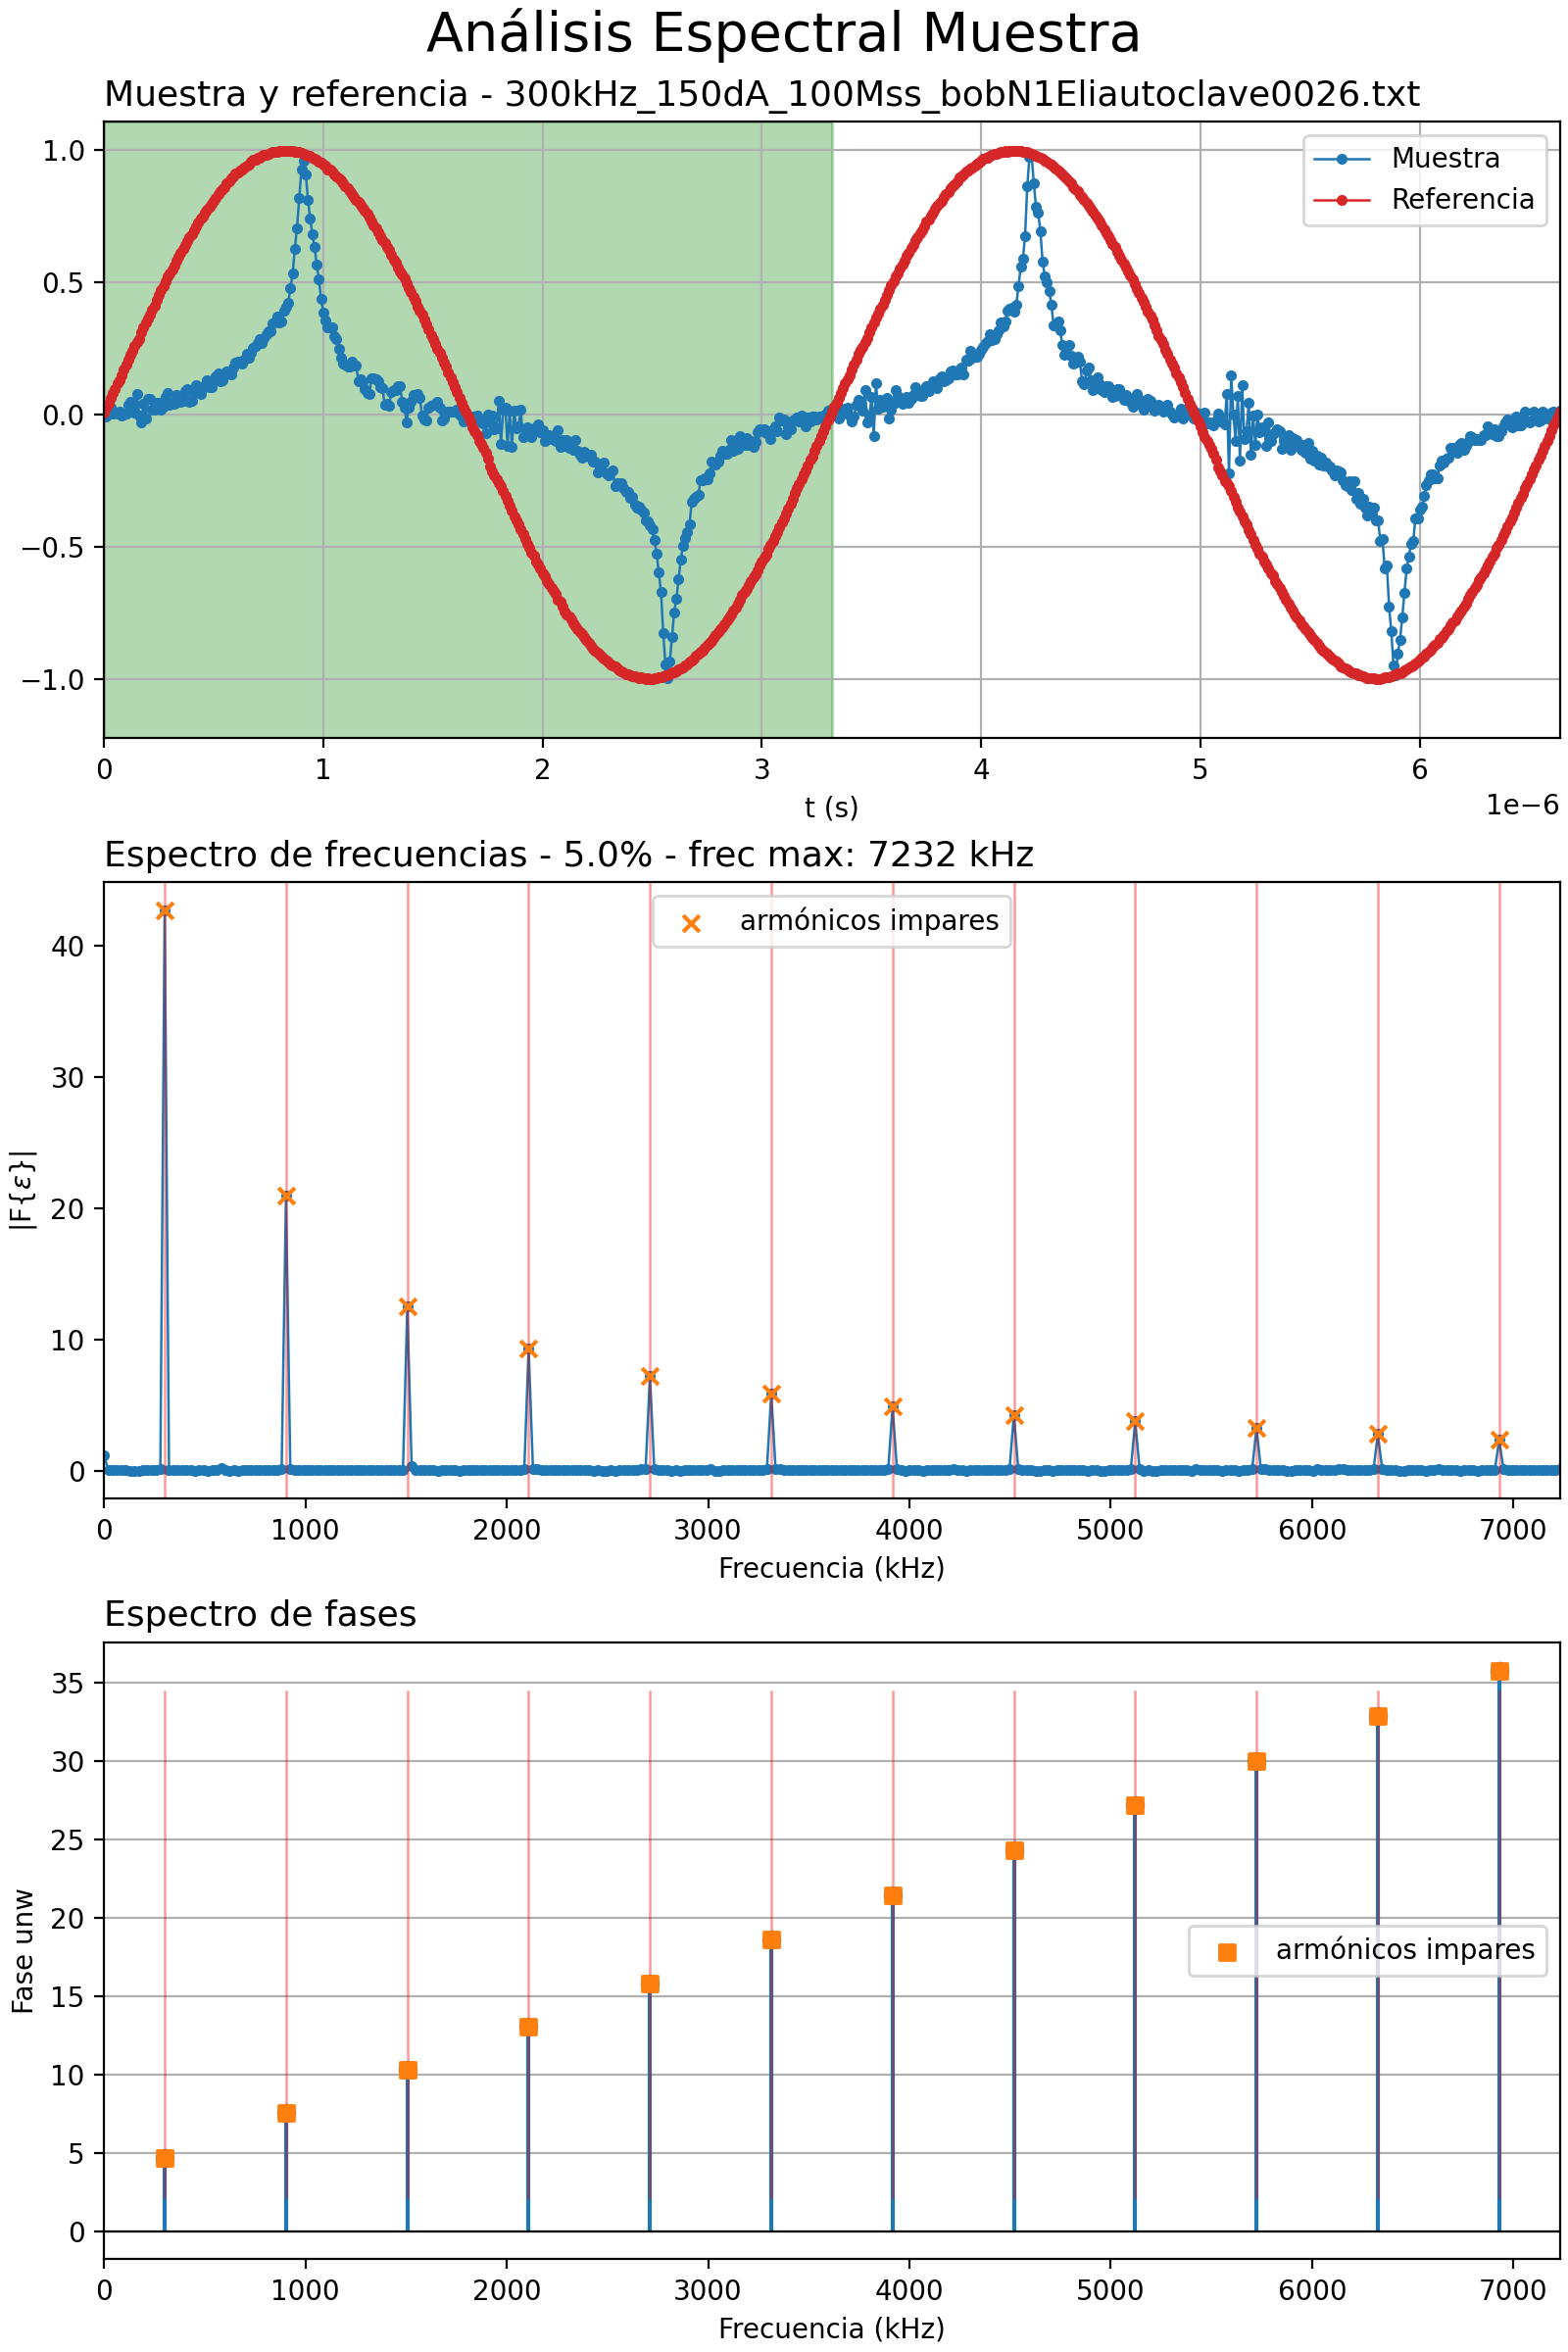 Análisis Espectral Muestra
Muestra y referencia - 300kHz_150dA_100Mss_bobN1Eliautoclave0026.txt
1.0
0.5
0.0
−0.5
−1.0
Muestra
Referencia
0 1 2 3 4 5 6
t (s)
1e−6
Espectro de frecuencias - 5.0% - frec max: 7232 kHz
armónicos impares
40
30
20
10
0
|F{ε}|
0 1000 2000 3000 4000 5000 6000 7000
Frecuencia (kHz)
Espectro de fases
35
30
25
20
15
10
5
0
Fase unw
armónicos impares
0 1000 2000 3000 4000 5000 6000 7000
Frecuencia (kHz)